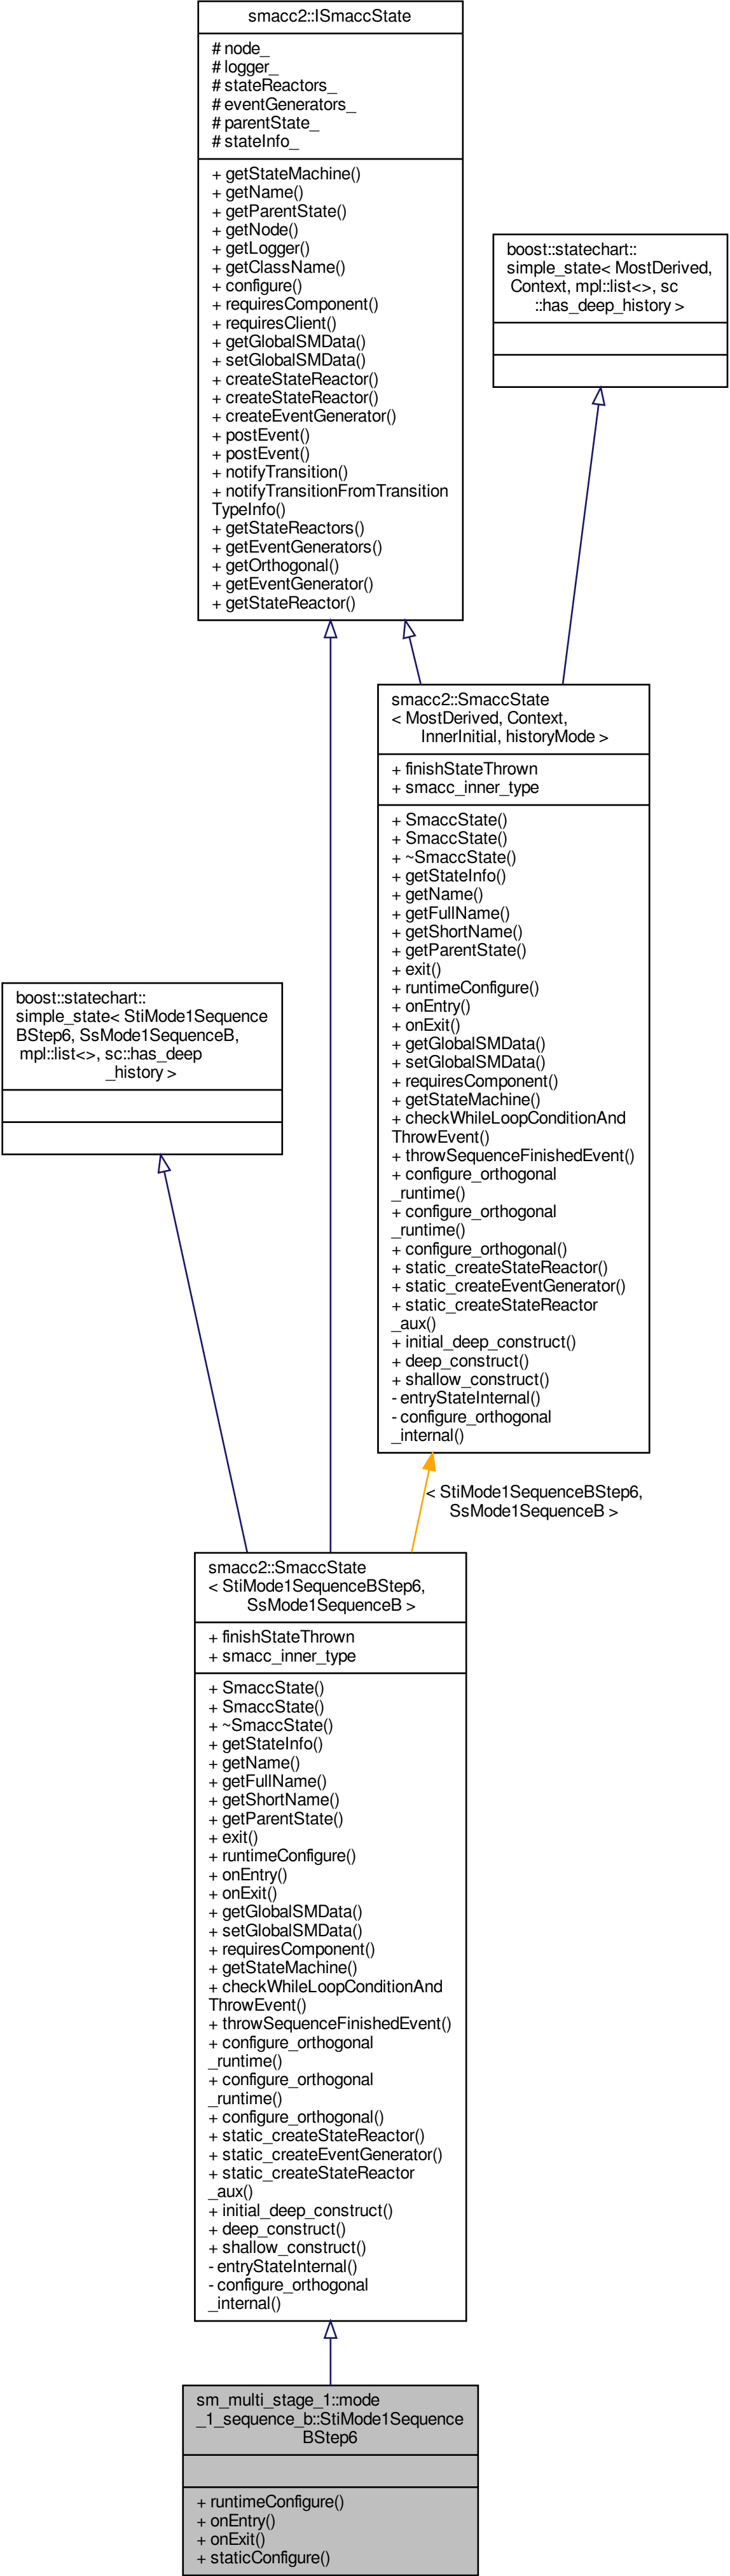 smacc2::ISmaccState
# node_
# logger_
# stateReactors_
# eventGenerators_
# parentState_
# stateInfo_
+ getStateMachine()
+ getName()
+ getParentState()
+ getNode()
+ getLogger()
+ getClassName()
+ configure()
+ requiresComponent()
+ requiresClient()
+ getGlobalSMData()
+ setGlobalSMData()
+ createStateReactor()
+ createStateReactor()
+ createEventGenerator()
+ postEvent()
+ postEvent()
+ notifyTransition()
+ notifyTransitionFromTransition
TypeInfo()
+ getStateReactors()
+ getEventGenerators()
+ getOrthogonal()
+ getEventGenerator()
+ getStateReactor()
boost::statechart::
simple_state< MostDerived,
Context, mpl::list<>, sc
::has_deep_history >
smacc2::SmaccState
< MostDerived, Context,
InnerInitial, historyMode >
+ finishStateThrown
+ smacc_inner_type
+ SmaccState()
+ SmaccState()
+ ~SmaccState()
+ getStateInfo()
+ getName()
+ getFullName()
+ getShortName()
+ getParentState()
+ exit()
+ runtimeConfigure()
+ onEntry()
+ onExit()
+ getGlobalSMData()
+ setGlobalSMData()
+ requiresComponent()
+ getStateMachine()
+ checkWhileLoopConditionAnd
ThrowEvent()
+ throwSequenceFinishedEvent()
+ configure_orthogonal
_runtime()
+ configure_orthogonal
_runtime()
+ configure_orthogonal()
+ static_createStateReactor()
+ static_createEventGenerator()
+ static_createStateReactor
_aux()
+ initial_deep_construct()
+ deep_construct()
+ shallow_construct()
- entryStateInternal()
- configure_orthogonal
_internal()
boost::statechart::
simple_state< StiMode1Sequence
BStep6, SsMode1SequenceB,
mpl::list<>, sc::has_deep
_history >
< StiMode1SequenceBStep6,
SsMode1SequenceB >
smacc2::SmaccState
< StiMode1SequenceBStep6,
SsMode1SequenceB >
+ finishStateThrown
+ smacc_inner_type
+ SmaccState()
+ SmaccState()
+ ~SmaccState()
+ getStateInfo()
+ getName()
+ getFullName()
+ getShortName()
+ getParentState()
+ exit()
+ runtimeConfigure()
+ onEntry()
+ onExit()
+ getGlobalSMData()
+ setGlobalSMData()
+ requiresComponent()
+ getStateMachine()
+ checkWhileLoopConditionAnd
ThrowEvent()
+ throwSequenceFinishedEvent()
+ configure_orthogonal
_runtime()
+ configure_orthogonal
_runtime()
+ configure_orthogonal()
+ static_createStateReactor()
+ static_createEventGenerator()
+ static_createStateReactor
_aux()
+ initial_deep_construct()
+ deep_construct()
+ shallow_construct()
- entryStateInternal()
- configure_orthogonal
_internal()
sm_multi_stage_1::mode
_1_sequence_b::StiMode1Sequence
BStep6
+ runtimeConfigure()
+ onEntry()
+ onExit()
+ staticConfigure()